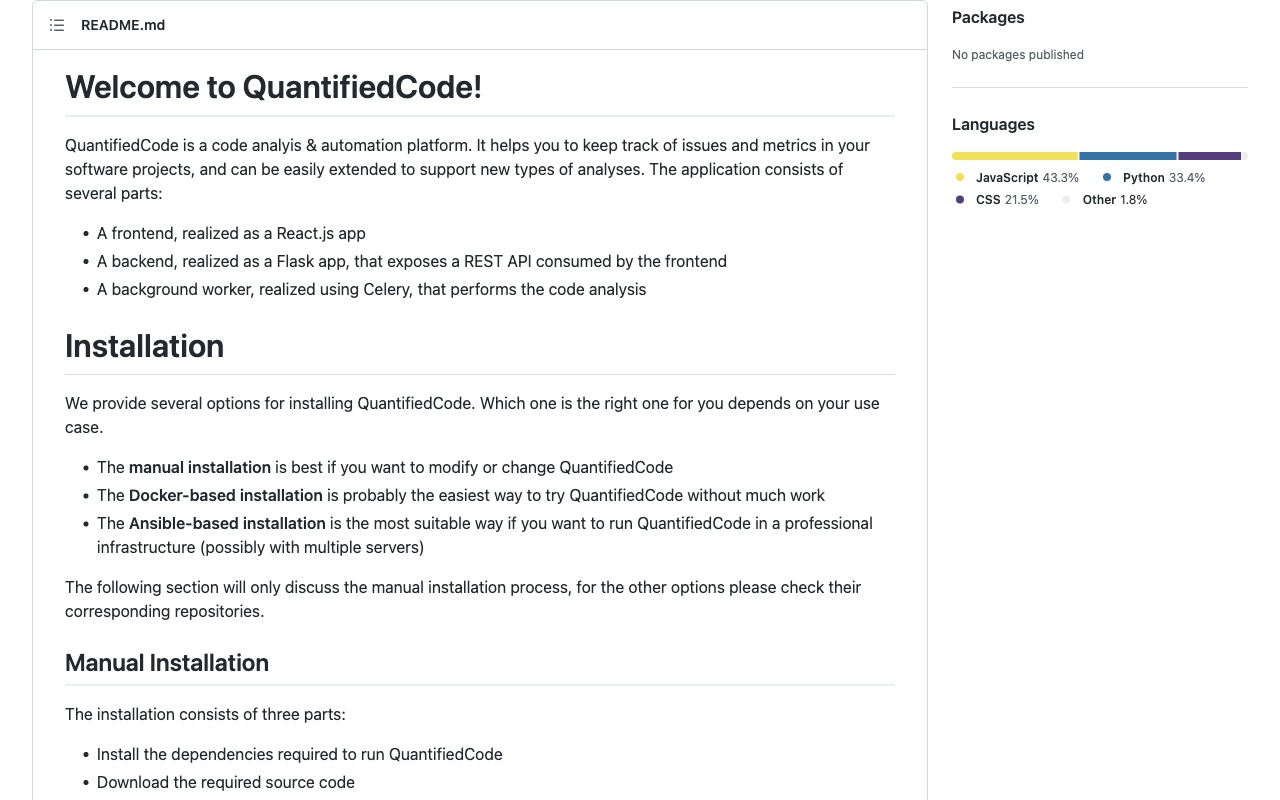 README.md
Welcome to QuantifiedCode!
QuantifiedCode is a code analyis & automation platform. It helps you to keep track of issues and metrics in your
software projects, and can be easily extended to support new types of analyses. The application consists of
several parts:
• A frontend, realized as a React.js app
• A backend, realized as a Flask app, that exposes a REST API consumed by the frontend
• A background worker, realized using Celery, that performs the code analysis
Installation
We provide several options for installing QuantifiedCode. Which one is the right one for you depends on your use
case.
• The manual installation is best if you want to modify or change QuantifiedCode
• The Docker-based installation is probably the easiest way to try QuantifiedCode without much work
• The Ansible-based installation is the most suitable way if you want to run QuantifiedCode in a professional
infrastructure (possibly with multiple servers)
The following section will only discuss the manual installation process, for the other options please check their
corresponding repositories.
Manual Installation
The installation consists of three parts:
• Install the dependencies required to run QuantifiedCode
• Download the required source code
Packages
No packages published
Languages
JavaScript 43.3% Python 33.4%
CSS 21.5% Other 1.8%